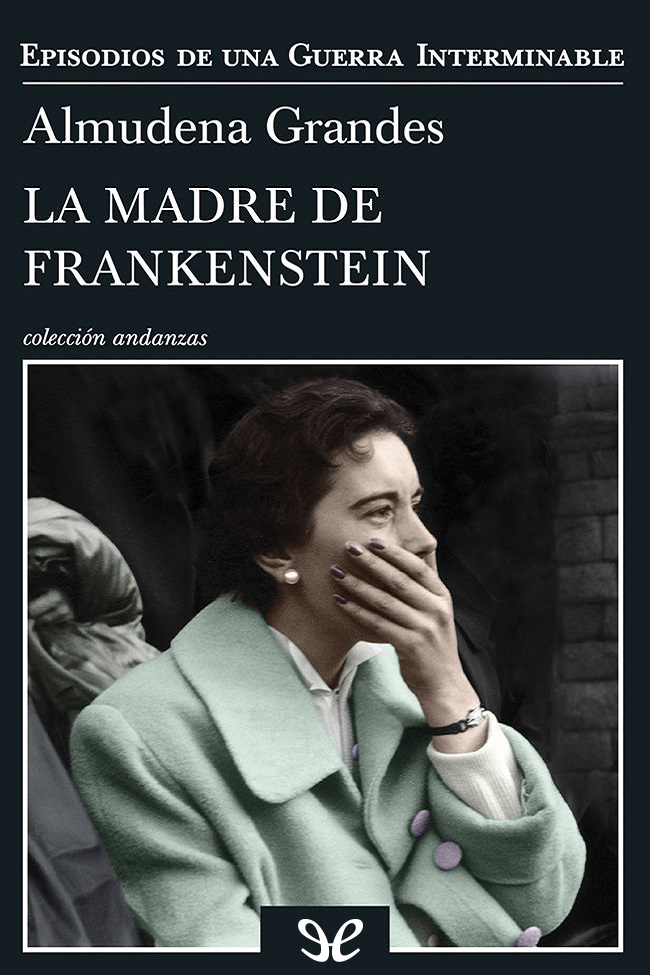 EPISODIOS DE UNA GUERRA INTERMINABLE
Almudena Grandes
LA MADRE DE
FRANKENSTEIN
colección andanzas